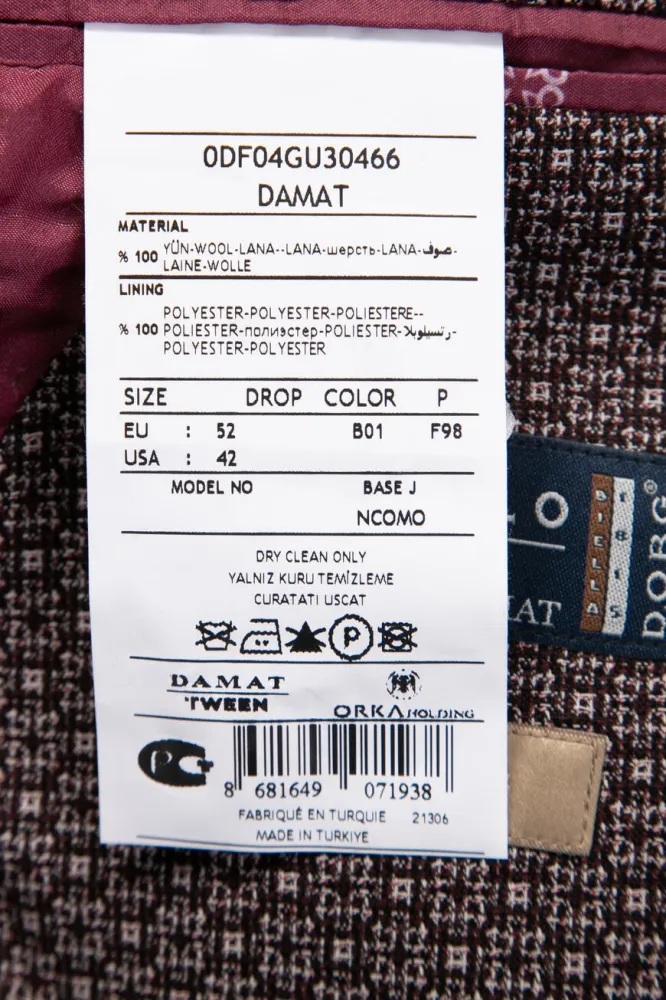 0DF04GU30466
DAMAT
MATERIAL
% 100 YÜN-WOOL-LANA--LANA-шерсть-LANA-صوف-
LAINE-WOLLE
LINING
POLYESTER-POLYESTER-POLIESTERE--
% 100 POLIESTER-полиэстер-POLIESTER-رتسيلوبلا-
POLYESTER-POLYESTER
SIZE DROP COLOR P
EU : 52 B01 F98
USA : 42
MODEL NO BASE J
NCOMO
DRY CLEAN ONLY
YALNIZ KURU TEMİZLEME
CURATATI USCAT
P
DAMAT
'TWEEN
ORKA HOLDING
8 681649 071938
FABRIQUÉ EN TURQUIE 21306
MADE IN TURKIYE
O
MAT
BIELLA